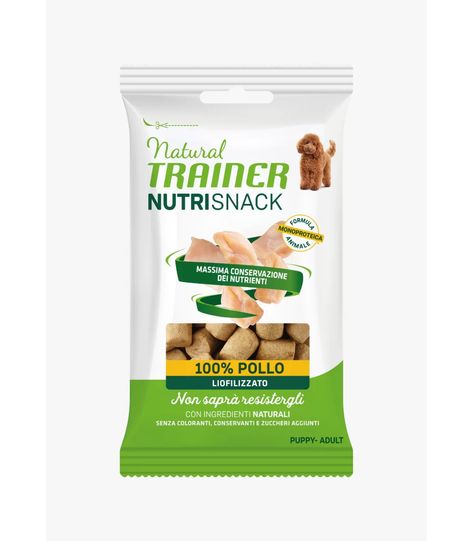 Natural
TRAINER
NUTRISNACK
FORMULA
MONOPROTEICA
ANIMALE
MASSIMA CONSERVAZIONE
DEI NUTRIENTI
100% POLLO
LIOFILIZZATO
Non saprà resistergli
CON INGREDIENTI NATURALI
SENZA COLORANTI, CONSERVANTI E ZUCCHERI AGGIUNTI
PUPPY- ADULT